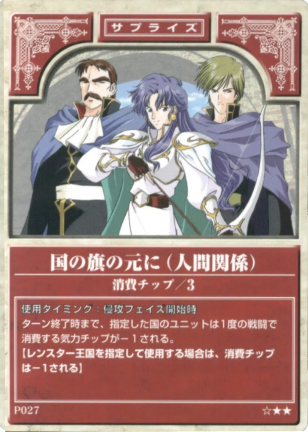 サプライズ
国の旗の元に（人間関係）
消費チップ／3
使用タイミング：侵攻フェイズ開始時
ターン終了時まで、指定した国のユニットは1度の戦闘で
消費する気力チップが－1される。
【レンスター王国を指定して使用する場合は、消費チップ
は－1される】
P027
☆★★